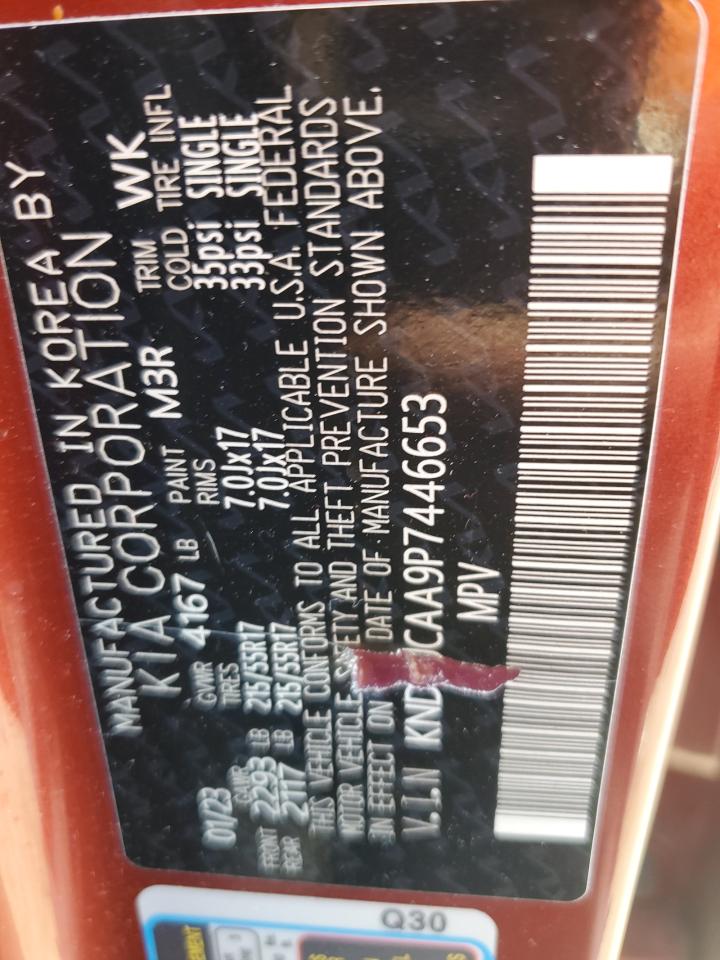 MANUFACTURED IN KOREA BY
KIA CORPORATION
01/23 GVWR 4167 LB PAINT M3R TRIM WK
GAWR TIRES RIMS COLD TIRE INFL
FRONT 2293 LB 215/55R17 7.0Jx17 35psi SINGLE
REAR 2117 LB 215/55R17 7.0Jx17 33psi SINGLE
THIS VEHICLE CONFORMS TO ALL APPLICABLE U.S.A. FEDERAL
MOTOR VEHICLE AND THEFT PREVENTION STANDARDS
IN EFFECT ON DATE OF MANUFACTURE SHOWN ABOVE.
V.I.N KND CAA9P7446653
MPV
Q30